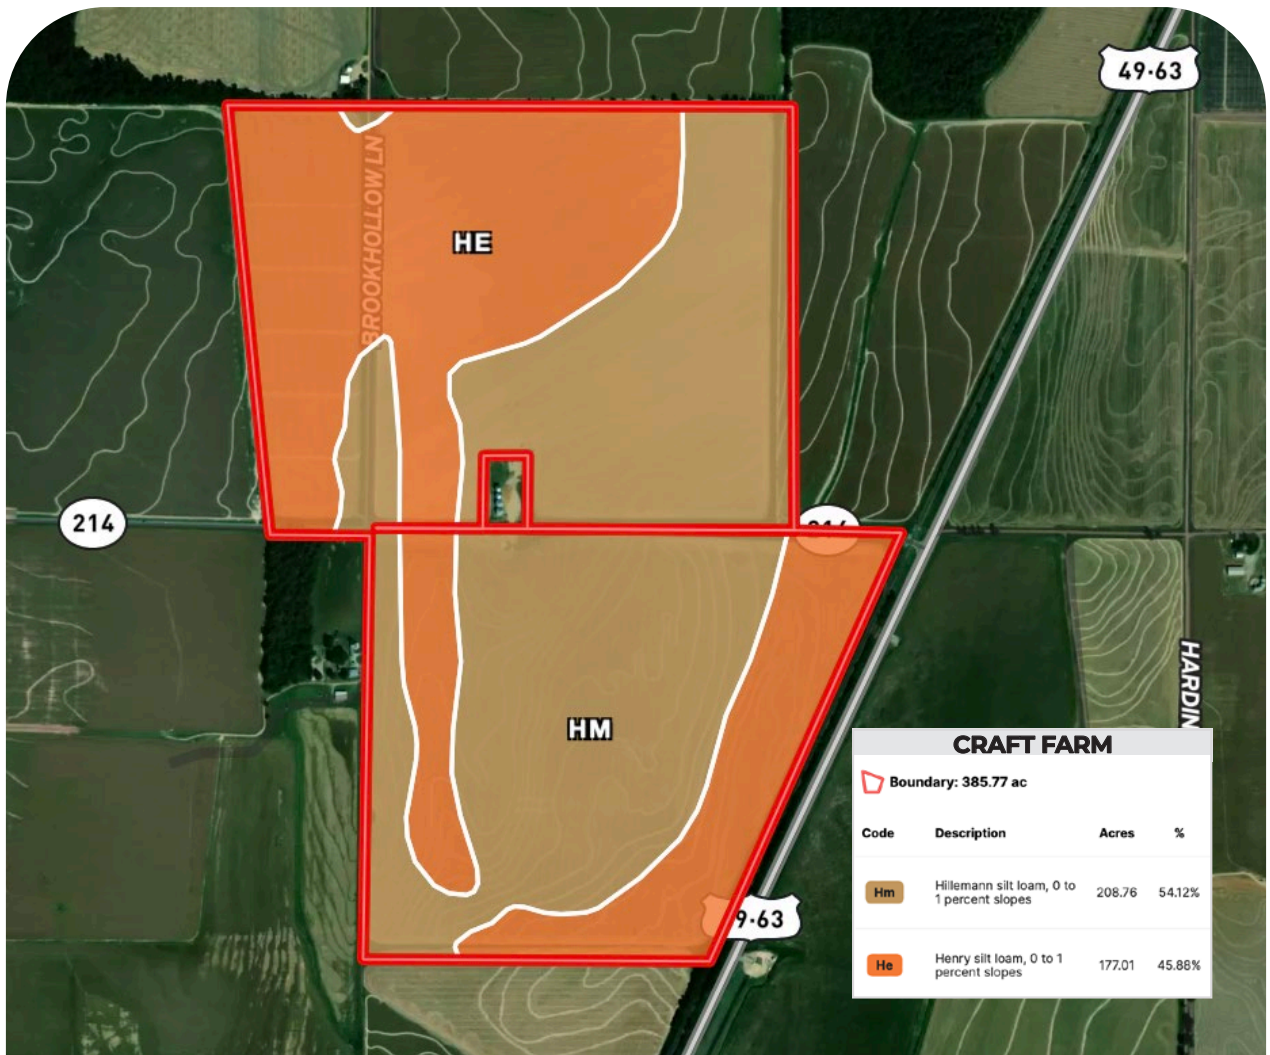 49·63
BROOKHOLLOW LN
HE
214
HM
HARDIN
9·63
CRAFT FARM
Boundary: 385.77 ac
Code Description Acres %
Hm Hillemann silt loam, 0 to 208.76 54.12%
1 percent slopes
He Henry silt loam, 0 to 1 177.01 45.88%
percent slopes